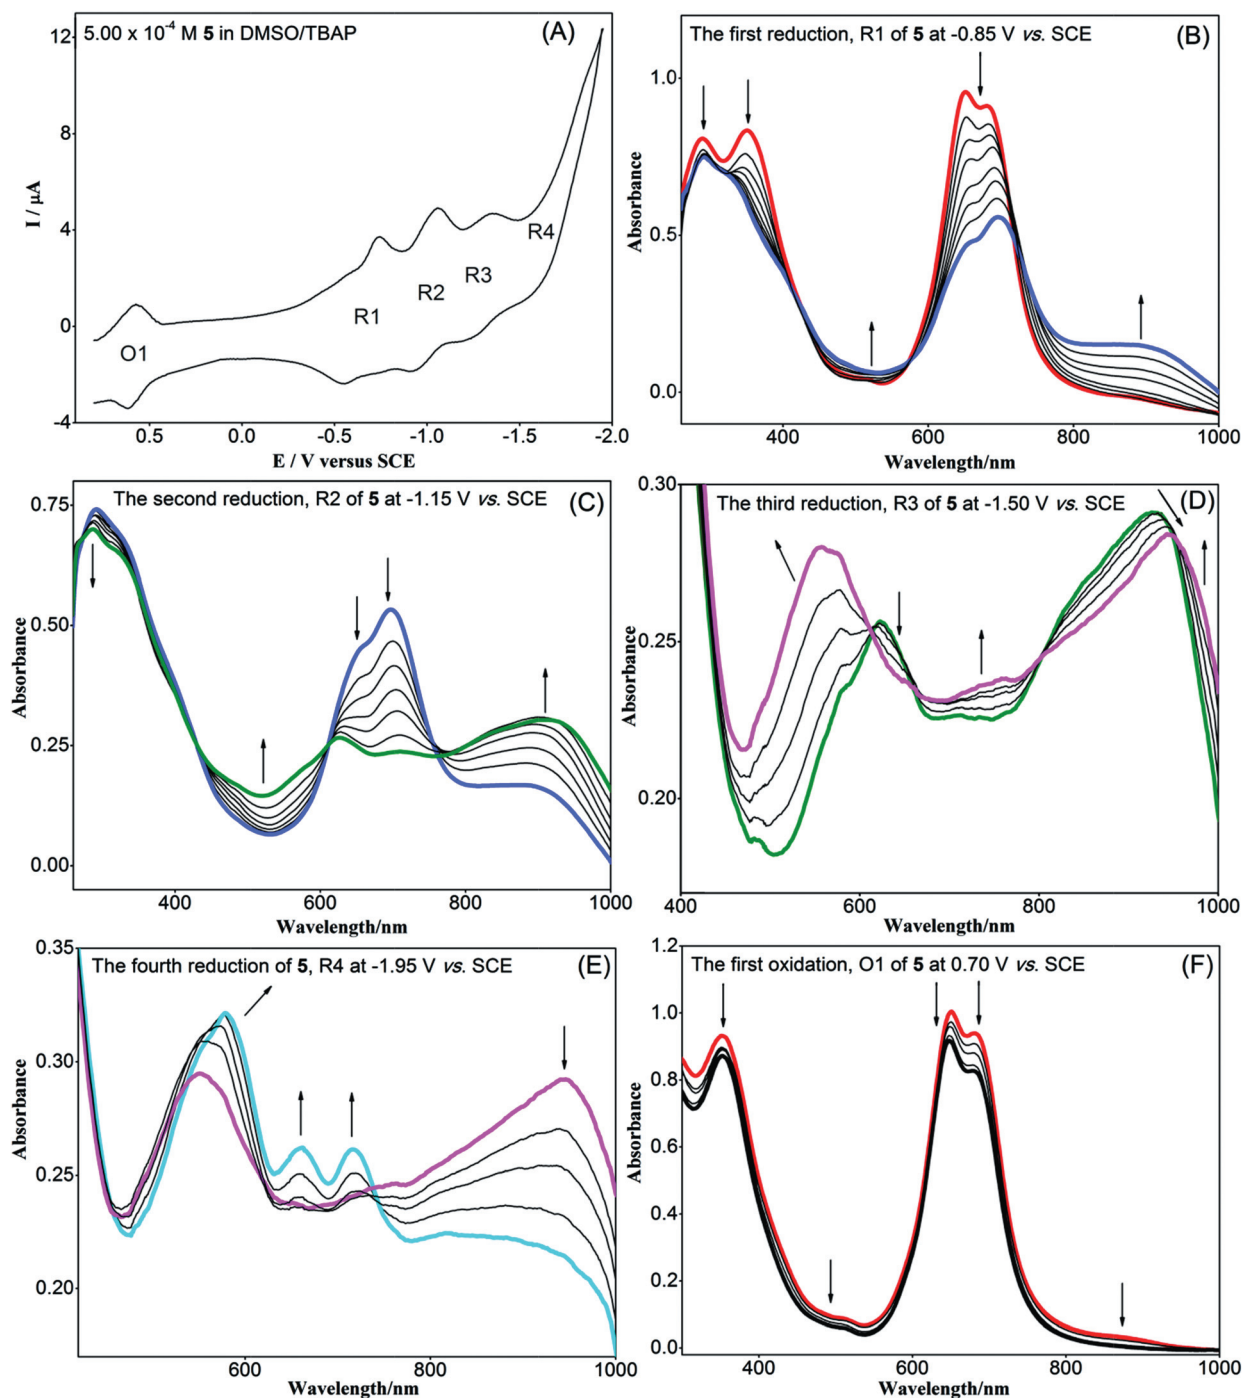 5.00 x 10⁻⁴ M 5 in DMSO/TBAP
(A)
12
8
4
0
-4
I / μA
O1
R1
R2
R3
R4
0.5
0.0
-0.5
-1.0
-1.5
-2.0
E / V versus SCE
The first reduction, R1 of 5 at -0.85 V vs. SCE
(B)
1.0
0.5
0.0
Absorbance
400
600
800
1000
Wavelength/nm
The second reduction, R2 of 5 at -1.15 V vs. SCE
(C)
0.75
0.50
0.25
0.00
Absorbance
400
600
800
1000
Wavelength/nm
The third reduction, R3 of 5 at -1.50 V vs. SCE
(D)
0.30
0.25
0.20
Absorbance
400
600
800
1000
Wavelength/nm
The fourth reduction of 5, R4 at -1.95 V vs. SCE
(E)
0.35
0.30
0.25
0.20
Absorbance
600
800
1000
Wavelength/nm
The first oxidation, O1 of 5 at 0.70 V vs. SCE
(F)
1.2
1.0
0.8
0.6
0.4
0.2
0.0
Absorbance
400
600
800
1000
Wavelength/nm